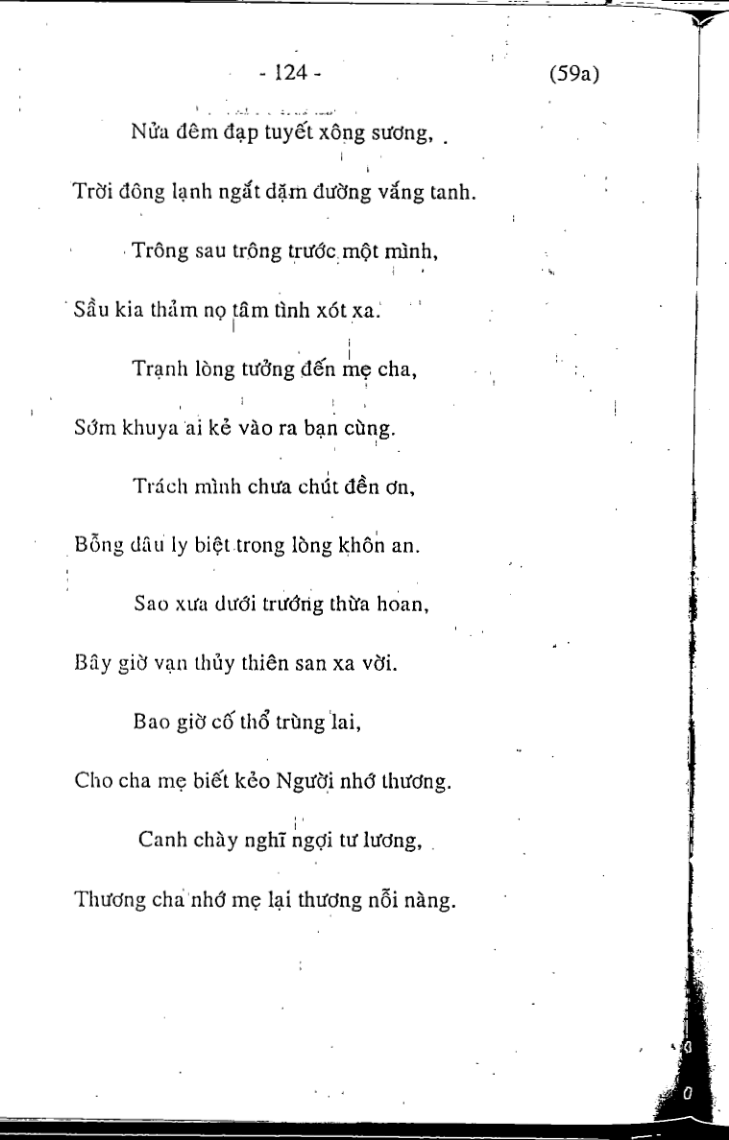 - 124 - (59a)
Nửa đêm đạp tuyết xông sương,
Trời đông lạnh ngắt dặm đường vắng tanh.
Trông sau trông trước một mình,
Sầu kia thảm nọ tâm tình xót xa.
Trạnh lòng tưởng đến mẹ cha,
Sớm khuya ai kẻ vào ra bạn cùng.
Trách mình chưa chút đền ơn,
Bỗng dâu ly biệt trong lòng khôn an.
Sao xưa dưới trướng thừa hoan,
Bây giờ vạn thủy thiên san xa vời.
Bao giờ cố thổ trùng lai,
Cho cha mẹ biết kẻo Người nhớ thương.
Canh chày nghĩ ngợi tư lương,
Thương cha nhớ mẹ lại thương nỗi nàng.